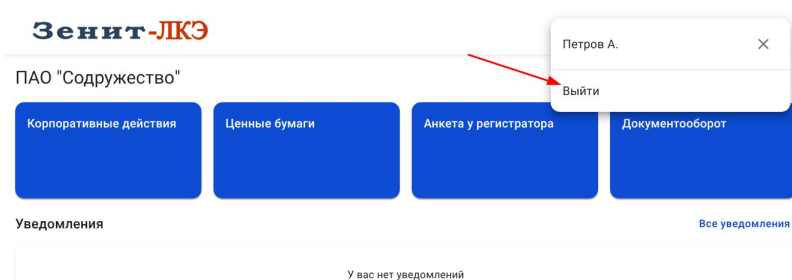 Зенит-ЛКЭ
Петров А.
Выйти
ПАО "Содружество"
Корпоративные действия
Ценные бумаги
Анкета у регистратора
Документооборот
Уведомления
Все уведомления
У вас нет уведомлений